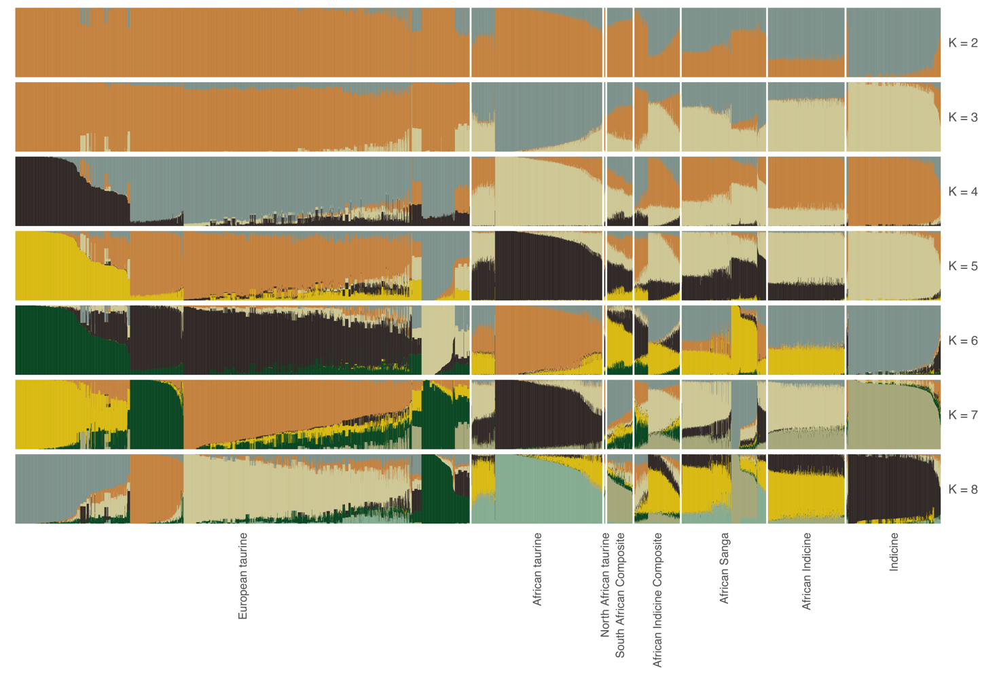 K = 2
K = 3
K = 4
K = 5
K = 6
K = 7
K = 8
European taurine
African taurine
North African taurine
South African Composite
African Indicine Composite
African Sanga
African Indicine
Indicine